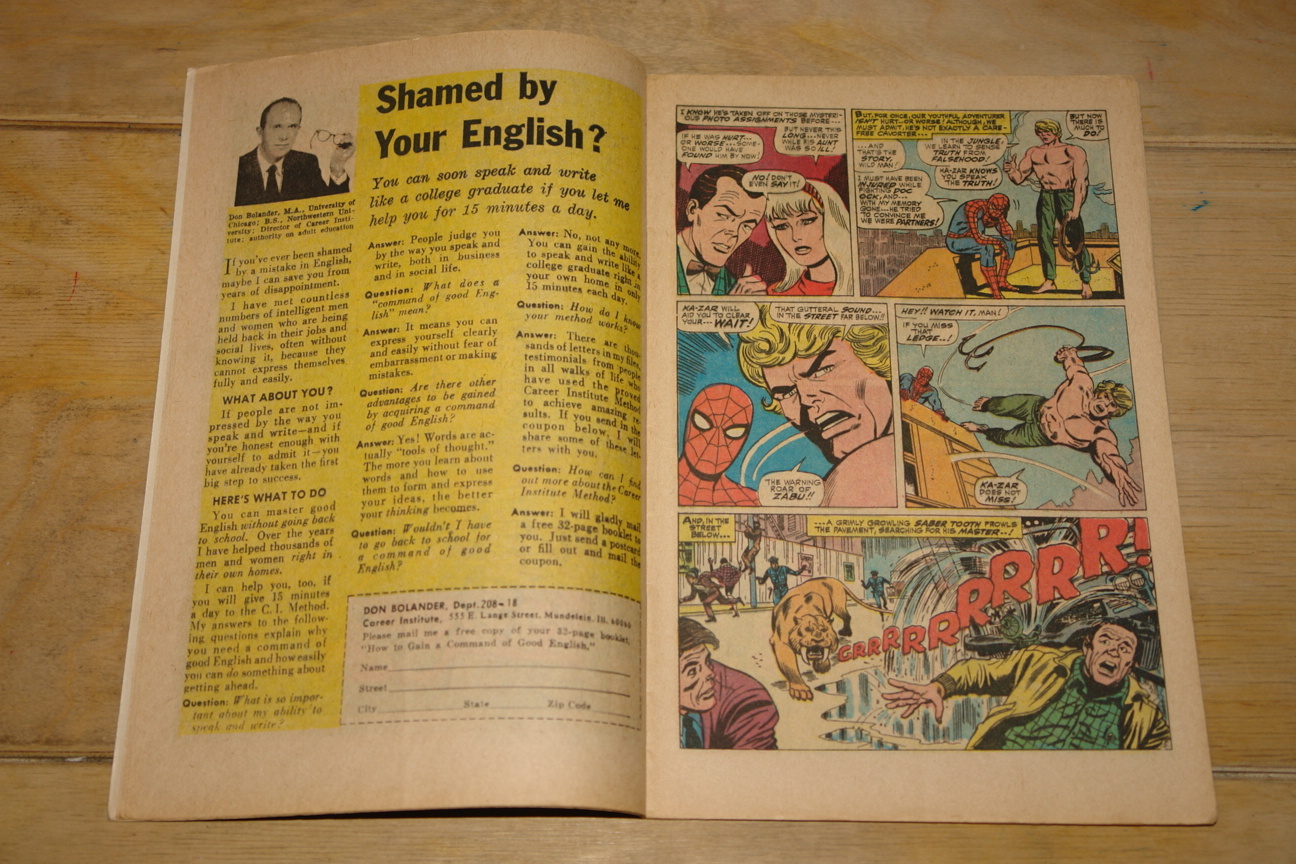 Shamed by
Your English?
You can soon speak and write
like a college graduate if you let me
help you for 15 minutes a day.
Don Bolander, M.A., University of
Chicago; B.S., Northwestern Uni-
versity; Director of Career Insti-
tute; authority on adult education
If you've ever been shamed
by a mistake in English,
maybe I can save you from
years of disappointment.
I have met countless
numbers of intelligent men
and women who are being
held back in their jobs and
social lives, often without
knowing it, because they
cannot express themselves
fully and easily.
WHAT ABOUT YOU?
If people are not im-
pressed by the way you
speak and write—and if
you're honest enough with
yourself to admit it—you
have already taken the first
big step to success.
HERE'S WHAT TO DO
You can master good
English without going back
to school. Over the years
I have helped thousands of
men and women right in
their own homes.
I can help you, too, if
you will give 15 minutes
a day to the C.I. Method.
My answers to the follow-
ing questions explain why
you need a command of
good English and how easily
you can do something about
getting ahead.
Question: What is so impor-
tant about my ability to
speak and write?
Answer: People judge you
by the way you speak and
write, both in business
and in social life.
Question: What does a
"command of good Eng-
lish" mean?
Answer: It means you can
express yourself clearly
and easily without fear of
embarrassment or making
mistakes.
Question: Are there other
advantages to be gained
by acquiring a command
of good English?
Answer: Yes! Words are ac-
tually "tools of thought."
The more you learn about
words and how to use
them to form and express
your ideas, the better
your thinking becomes.
Question: Wouldn't I have
to go back to school for
a command of good
English?
Answer: No, not any more.
You can gain the ability
to speak and write like a
college graduate right in
your own home in only
15 minutes each day.
Question: How do I know
your method works?
Answer: There are thou-
sands of letters in my files,
testimonials from people
in all walks of life who
have used the proved
Career Institute Method
to achieve amazing re-
sults. If you send in the
coupon below, I will
share some of these let-
ters with you.
Question: How can I find
out more about the Career
Institute Method?
Answer: I will gladly mail
a free 32-page booklet to
you. Just send a postcard
or fill out and mail the
coupon.
DON BOLANDER, Dept. 208-18
Career Institute, 555 E. Lange Street, Mundelein, Ill. 60060
Please mail me a free copy of your 32-page booklet,
"How to Gain a Command of Good English."
Name
Street
City State Zip Code
I KNOW HE'S TAKEN OFF ON THOSE MYSTERI-
OUS PHOTO ASSIGNMENTS BEFORE...
BUT NEVER THIS
LONG...NEVER
WHILE HIS AUNT
WAS SO ILL!
IF HE WAS HURT...
OR WORSE...SOME-
ONE WOULD HAVE
FOUND HIM BY NOW!
NO! DON'T
EVEN SAY IT!
BUT, FOR ONCE, OUR YOUTHFUL ADVENTURER
ISN'T HURT--OR WORSE! ALTHOUGH, WE
MUST ADMIT, HE'S NOT EXACTLY A CARE-
FREE CAVORTER...
...AND
THAT'S THE
STORY,
WILD MAN!
I MUST HAVE BEEN
INJURED WHILE
FIGHTING DOC
OCK, AND...
WITH MY MEMORY
GONE...HE TRIED
TO CONVINCE ME
WE WERE PARTNERS!
IN THE JUNGLE,
WE LEARN TO SENSE
TRUTH FROM
FALSEHOOD!
KA-ZAR KNOWS
YOU SPEAK
THE TRUTH!
BUT NOW
THERE IS
MUCH TO
DO!
KA-ZAR WILL
AID YOU TO CLEAR
YOUR--- WAIT!
THAT GUTTERAL SOUND...
IN THE STREET FAR BELOW!!
THE WARNING
ROAR OF
ZABU!!
HEY!! WATCH IT, MAN!
IF YOU MISS
THAT
LEDGE..!
KA-ZAR
DOES NOT
MISS!
AND, IN THE
STREET
BELOW...
...A GRIMLY GROWLING SABER TOOTH PROWLS
THE PAVEMENT, SEARCHING FOR HIS MASTER--!
GRRRRRRRRR!